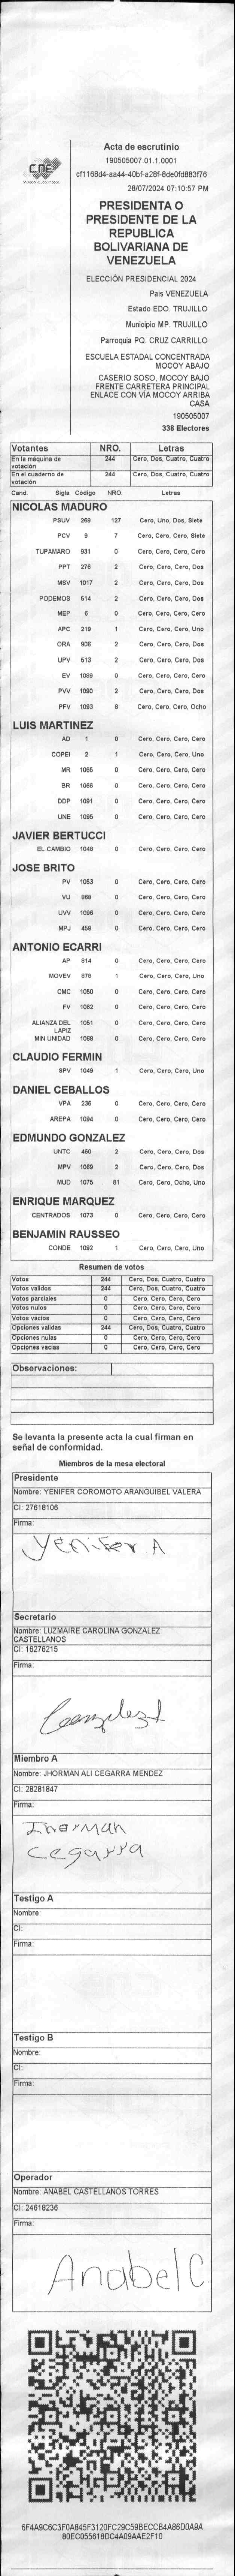 CNE
Acta de escrutinio
190505007.01.1.0001
cf1168d4-aa44-40bf-a28f-8de0fd883f76
28/07/2024 07:10:57 PM
PRESIDENTA O
PRESIDENTE DE LA
REPUBLICA
BOLIVARIANA DE
VENEZUELA
ELECCIÓN PRESIDENCIAL 2024
País VENEZUELA
Estado EDO. TRUJILLO
Municipio MP. TRUJILLO
Parroquia PQ. CRUZ CARRILLO
ESCUELA ESTADAL CONCENTRADA
MOCOY ABAJO
CASERIO SOSO, MOCOY BAJO
FRENTE CARRETERA PRINCIPAL
ENLACE CON VÍA MOCOY ARRIBA
CASA
190505007
338 Electores
Votantes NRO. Letras
En la máquina de votación 244 Cero, Dos, Cuatro, Cuatro
En el cuaderno de votación 244 Cero, Dos, Cuatro, Cuatro
Cand. Sigla Código NRO. Letras
NICOLAS MADURO
PSUV 269 127 Cero, Uno, Dos, Siete
PCV 9 7 Cero, Cero, Cero, Siete
TUPAMARO 931 0 Cero, Cero, Cero, Cero
PPT 276 2 Cero, Cero, Cero, Dos
MSV 1017 2 Cero, Cero, Cero, Dos
PODEMOS 514 2 Cero, Cero, Cero, Dos
MEP 6 0 Cero, Cero, Cero, Cero
APC 219 1 Cero, Cero, Cero, Uno
ORA 906 2 Cero, Cero, Cero, Dos
UPV 613 2 Cero, Cero, Cero, Dos
EV 1099 0 Cero, Cero, Cero, Cero
PVV 1090 2 Cero, Cero, Cero, Dos
PFV 1093 8 Cero, Cero, Cero, Ocho
LUIS MARTINEZ
AD 1 0 Cero, Cero, Cero, Cero
COPEI 2 1 Cero, Cero, Cero, Uno
MR 1065 0 Cero, Cero, Cero, Cero
BR 1066 0 Cero, Cero, Cero, Cero
DDP 1091 0 Cero, Cero, Cero, Cero
UNE 1095 0 Cero, Cero, Cero, Cero
JAVIER BERTUCCI
EL CAMBIO 1048 0 Cero, Cero, Cero, Cero
JOSE BRITO
PV 1053 0 Cero, Cero, Cero, Cero
VU 869 0 Cero, Cero, Cero, Cero
UVV 1096 0 Cero, Cero, Cero, Cero
MPJ 459 0 Cero, Cero, Cero, Cero
ANTONIO ECARRI
AP 814 0 Cero, Cero, Cero, Cero
MOVEV 878 1 Cero, Cero, Cero, Uno
CMC 1050 0 Cero, Cero, Cero, Cero
FV 1062 0 Cero, Cero, Cero, Cero
ALIANZA DEL LAPIZ 1051 0 Cero, Cero, Cero, Cero
MIN UNIDAD 1069 0 Cero, Cero, Cero, Cero
CLAUDIO FERMIN
SPV 1049 1 Cero, Cero, Cero, Uno
DANIEL CEBALLOS
VPA 236 0 Cero, Cero, Cero, Cero
AREPA 1094 0 Cero, Cero, Cero, Cero
EDMUNDO GONZALEZ
UNTC 460 2 Cero, Cero, Cero, Dos
MPV 1069 2 Cero, Cero, Cero, Dos
MUD 1075 81 Cero, Cero, Ocho, Uno
ENRIQUE MARQUEZ
CENTRADOS 1073 0 Cero, Cero, Cero, Cero
BENJAMIN RAUSSEO
CONDE 1092 1 Cero, Cero, Cero, Uno
Resumen de votos
Votos 244 Cero, Dos, Cuatro, Cuatro
Votos validos 244 Cero, Dos, Cuatro, Cuatro
Votos parciales 0 Cero, Cero, Cero, Cero
Votos nulos 0 Cero, Cero, Cero, Cero
Votos vacios 0 Cero, Cero, Cero, Cero
Opciones validas 244 Cero, Dos, Cuatro, Cuatro
Opciones nulas 0 Cero, Cero, Cero, Cero
Opciones vacias 0 Cero, Cero, Cero, Cero
Observaciones:
Se levanta la presente acta la cual firman en
señal de conformidad.
Miembros de la mesa electoral
Presidente
Nombre: YENIFER COROMOTO ARANGUIBEL VALERA
CI: 27618106
Firma:
Yenifer A
Secretario
Nombre: LUZMAIRE CAROLINA GONZALEZ
CASTELLANOS
CI: 16276215
Firma:
Miembro A
Nombre: JHORMAN ALI CEGARRA MENDEZ
CI: 28281847
Firma:
Jhorman
Cegarra
Testigo A
Nombre:
CI:
Firma:
Testigo B
Nombre:
CI:
Firma:
Operador
Nombre: ANABEL CASTELLANOS TORRES
CI: 24618236
Firma:
Anabel C
6F4A9C6C3F0A845F3120FC29C59BECCB4A86D0A9A
80EC055618DC4A09AAE2F10